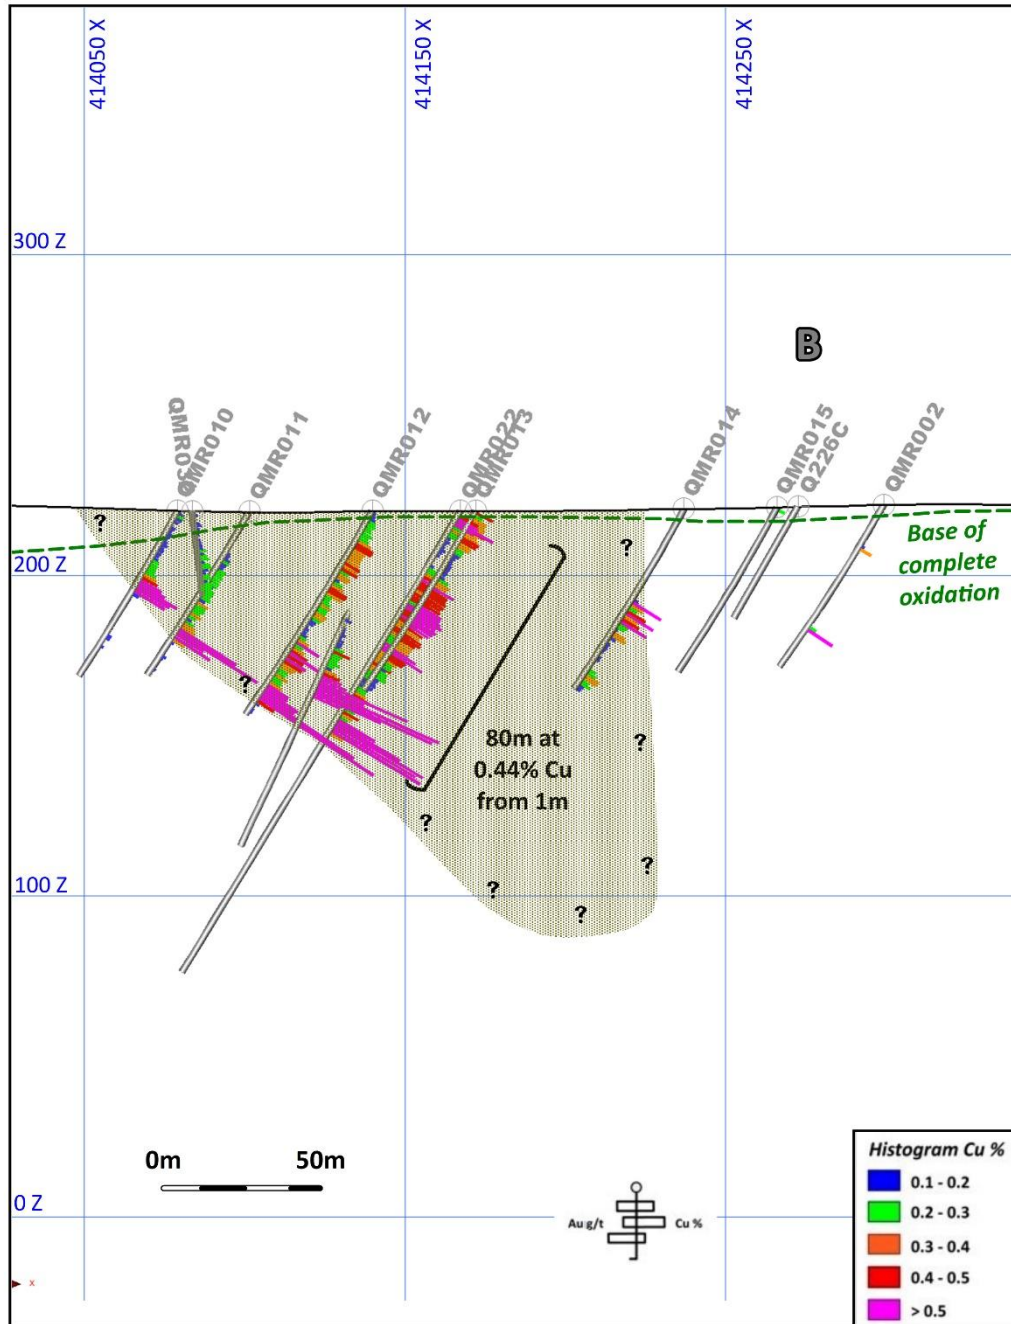 414050 X
414150 X
414250 X
300 Z
B
QMR010
QMR011
QMR012
QMR022
QMR013
QMR014
QMR015
Q226C
QMR002
?
?
Base of
complete
oxidation
200 Z
?
?
80m at
0.44% Cu
from 1m
?
?
?
?
100 Z
0m
50m
0 Z
Au g/t
Cu %
x
Histogram Cu %
0.1 - 0.2
0.2 - 0.3
0.3 - 0.4
0.4 - 0.5
> 0.5